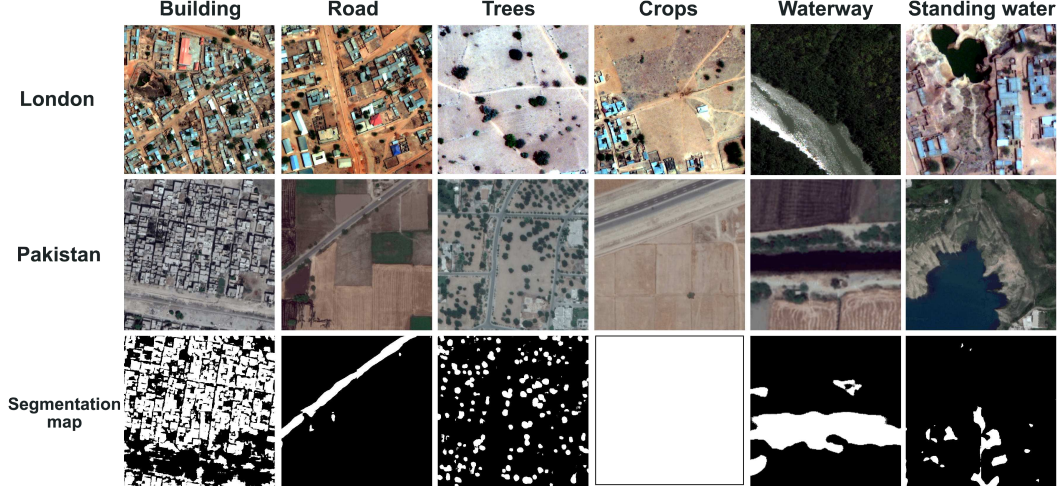 Building Road Trees Crops Waterway Standing water
London
Pakistan
Segmentation
map